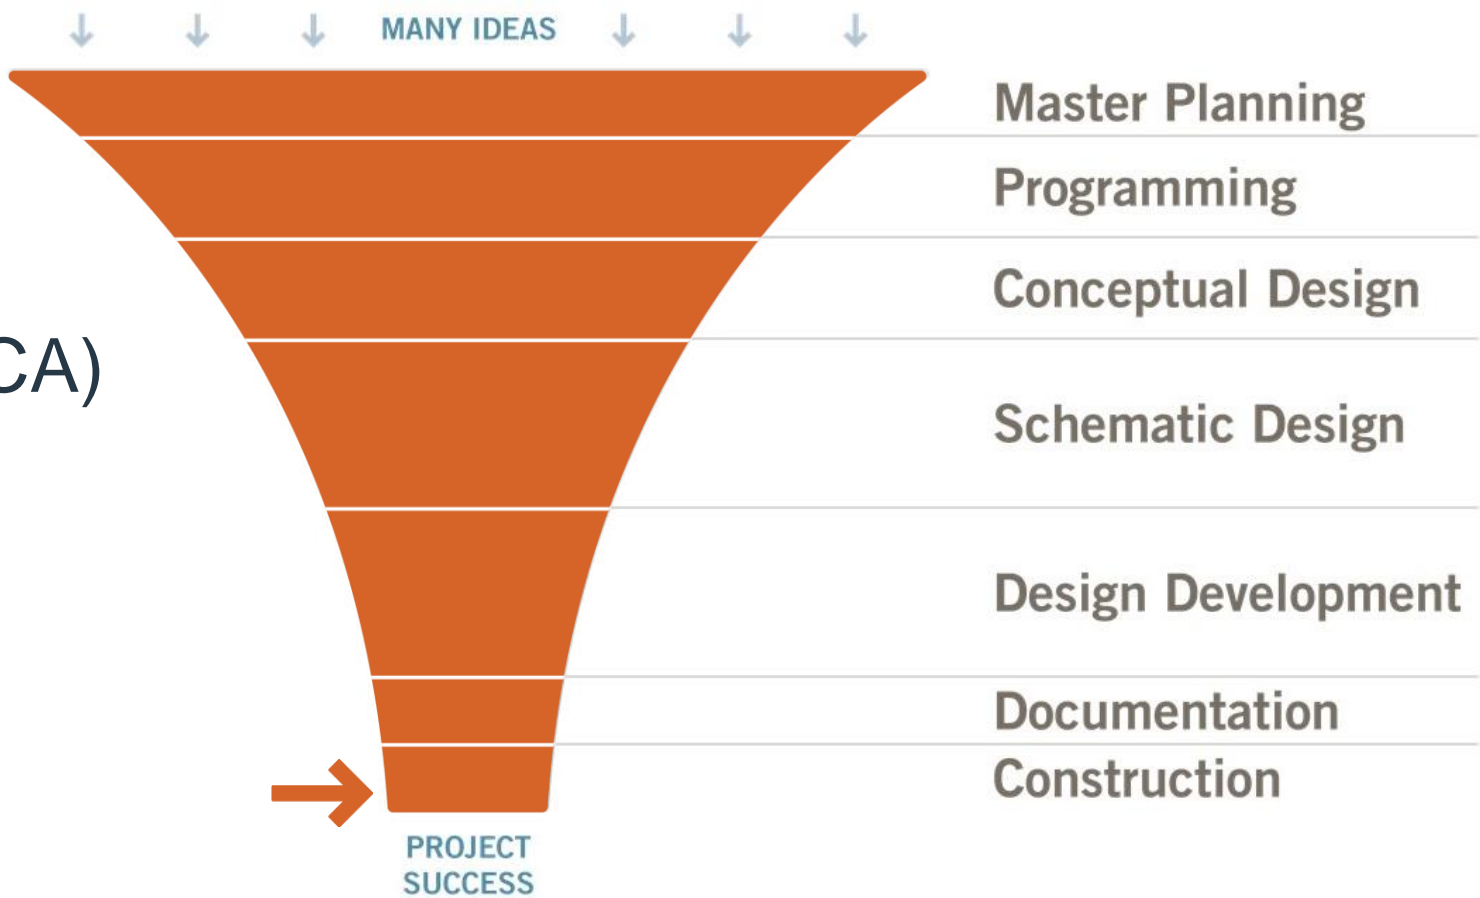 MANY IDEAS
Master Planning
Programming
Conceptual Design
CA)
Schematic Design
Design Development
Documentation
Construction
PROJECT
SUCCESS